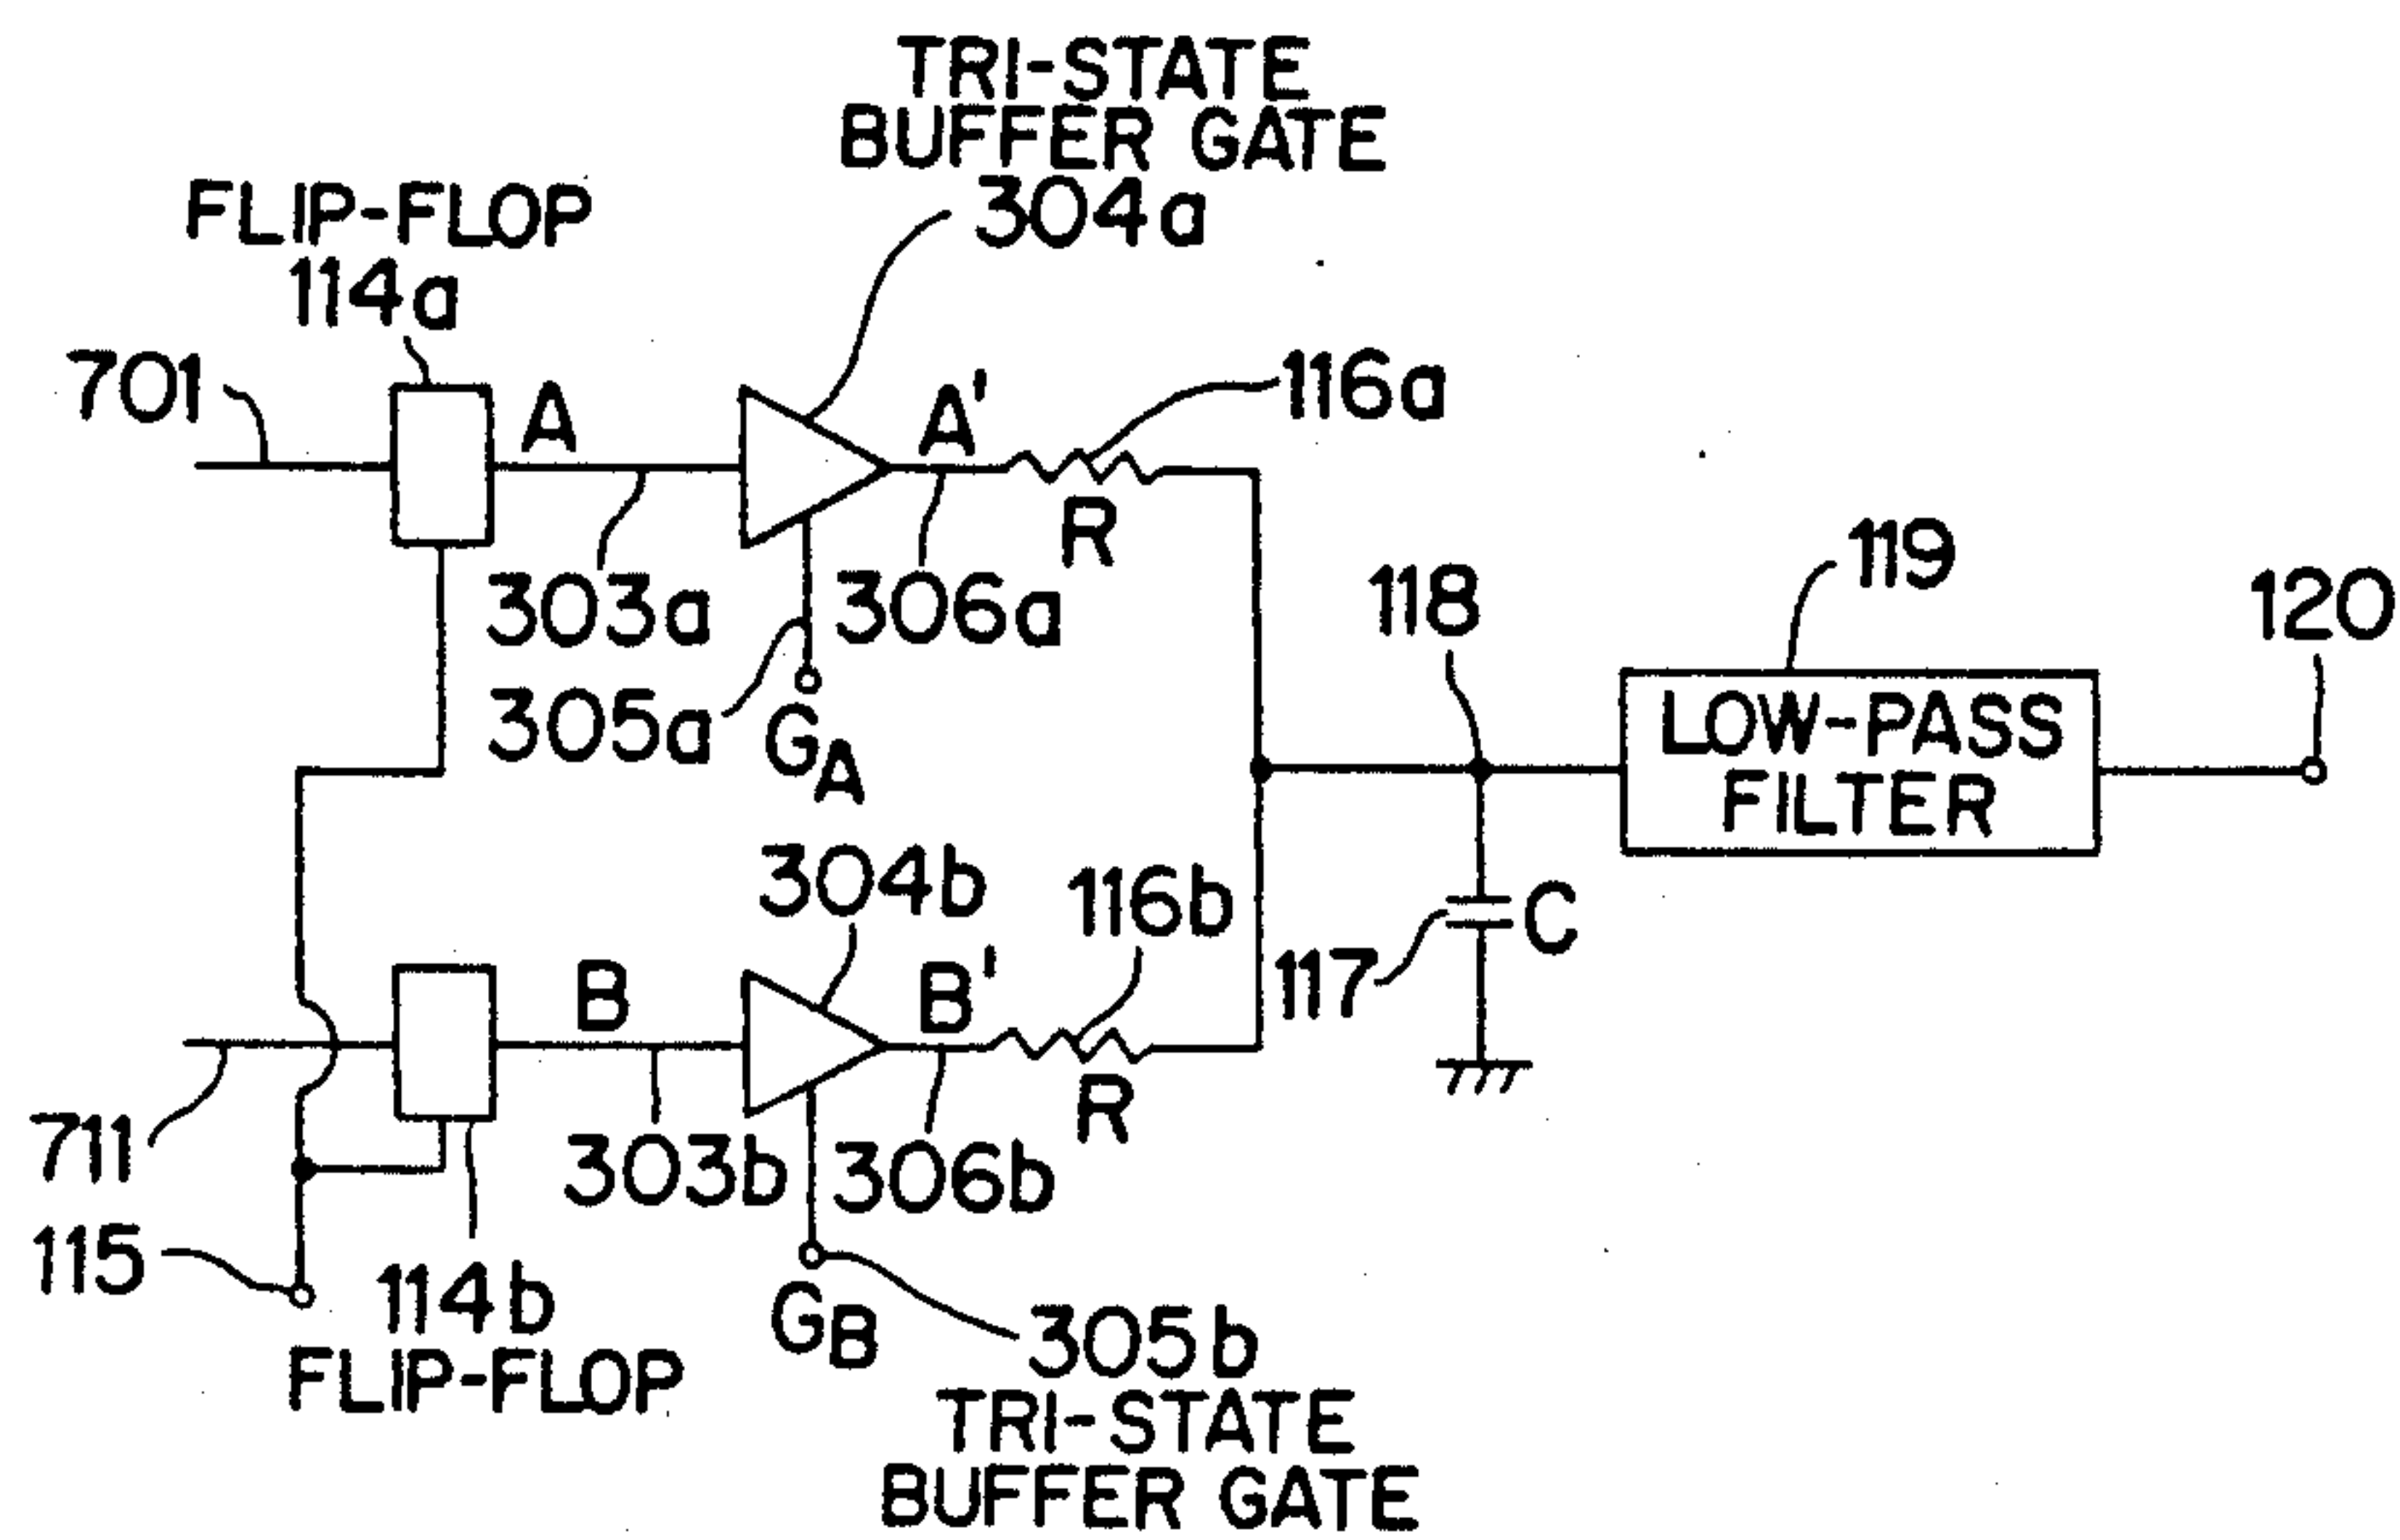 TRI-STATE
BUFFER GATE
304a
FLIP-FLOP
114a
701
A
A'
116a
R
303a
306a
305a
GA
118
119
120
LOW-PASS
FILTER
304b
116b
B
B'
117
C
R
711
303b
306b
115
114b
FLIP-FLOP
GB
305b
TRI-STATE
BUFFER GATE